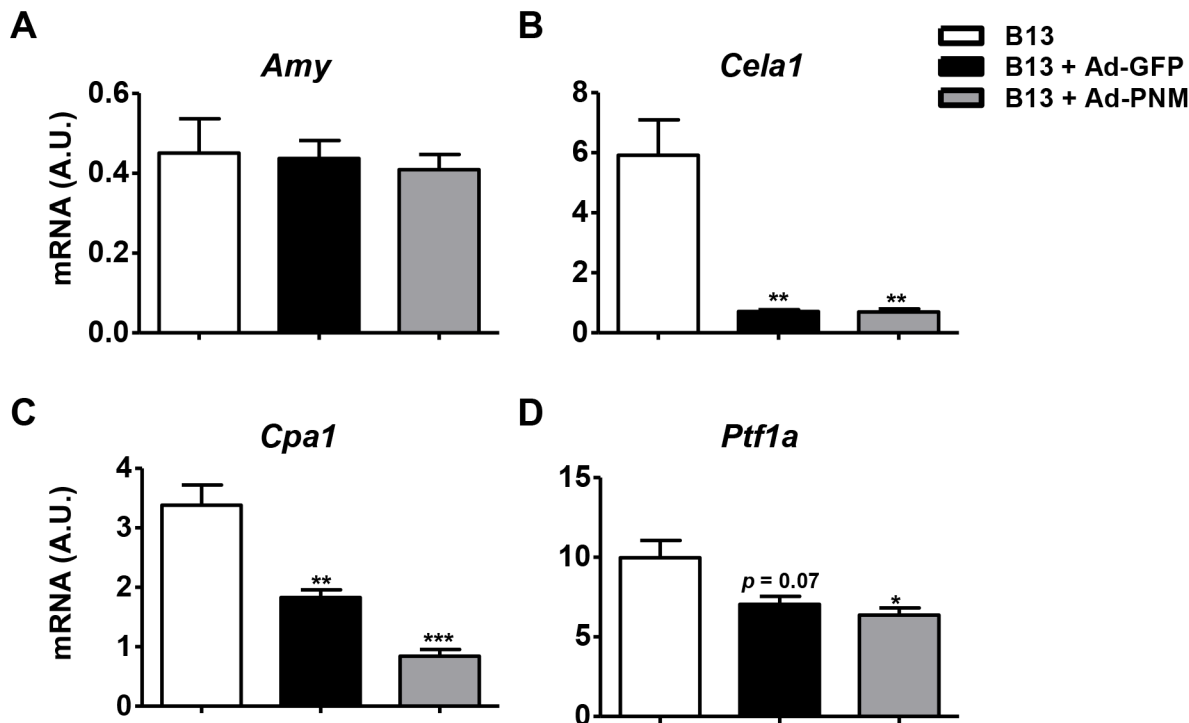 A
Amy
mRNA (A.U.)
0.6
0.4
0.2
0.0
B
Cela1
8
6
4
2
0
**
**
B13
B13 + Ad-GFP
B13 + Ad-PNM
C
Cpa1
mRNA (A.U.)
4
3
2
1
0
**
***
D
Ptf1a
15
10
5
0
p = 0.07
*